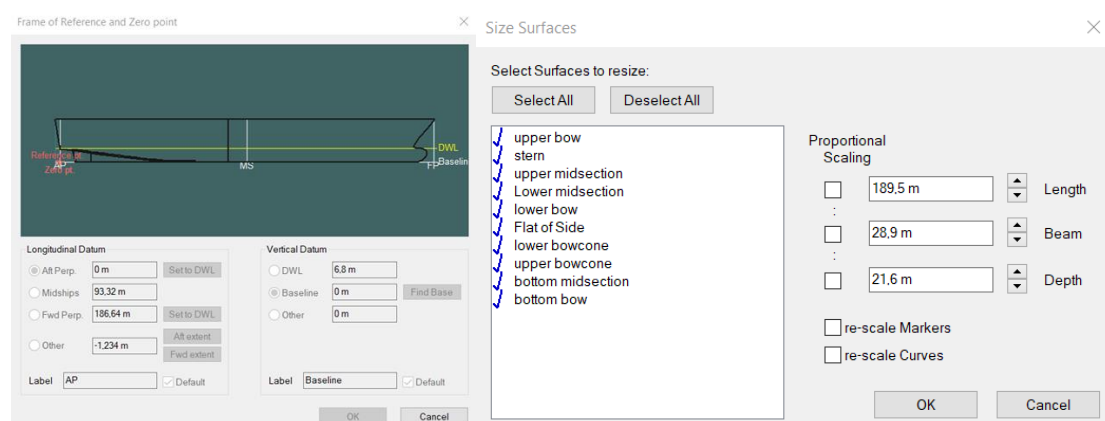 Frame of Reference and Zero point
DWL
Reference pt.
Zero pt.
AP
MS
FP
Baselin
Longitudinal Datum
Aft Perp. 0 m Set to DWL
Midships 93,32 m
Fwd Perp. 186,64 m Set to DWL
Other -1,234 m Aft extent
Fwd extent
Label AP Default
Vertical Datum
DWL 6,8 m
Baseline 0 m Find Base
Other 0 m
Label Baseline Default
OK Cancel
Size Surfaces
Select Surfaces to resize:
Select All Deselect All
upper bow
stern
upper midsection
Lower midsection
lower bow
Flat of Side
lower bowcone
upper bowcone
bottom midsection
bottom bow
Proportional
Scaling
189,5 m Length
:
28,9 m Beam
:
21,6 m Depth
re-scale Markers
re-scale Curves
OK Cancel